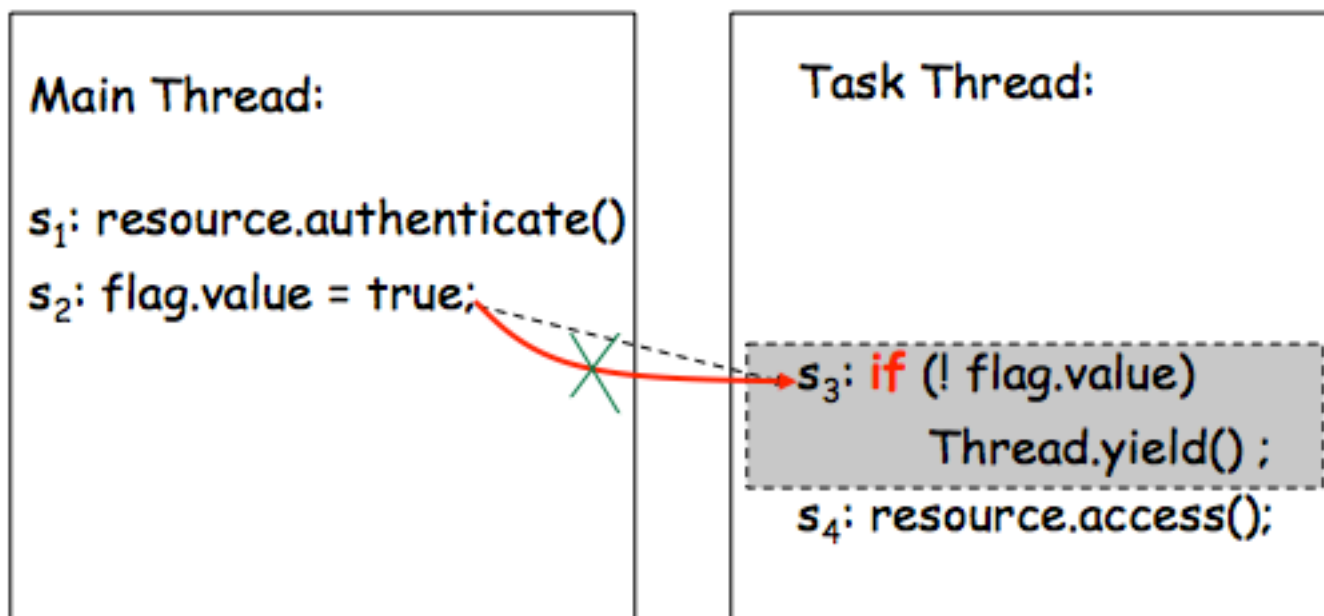 Main Thread:
s₁: resource.authenticate()
s₂: flag.value = true;
Task Thread:
s₃: if (! flag.value)
Thread.yield() ;
s₄: resource.access();